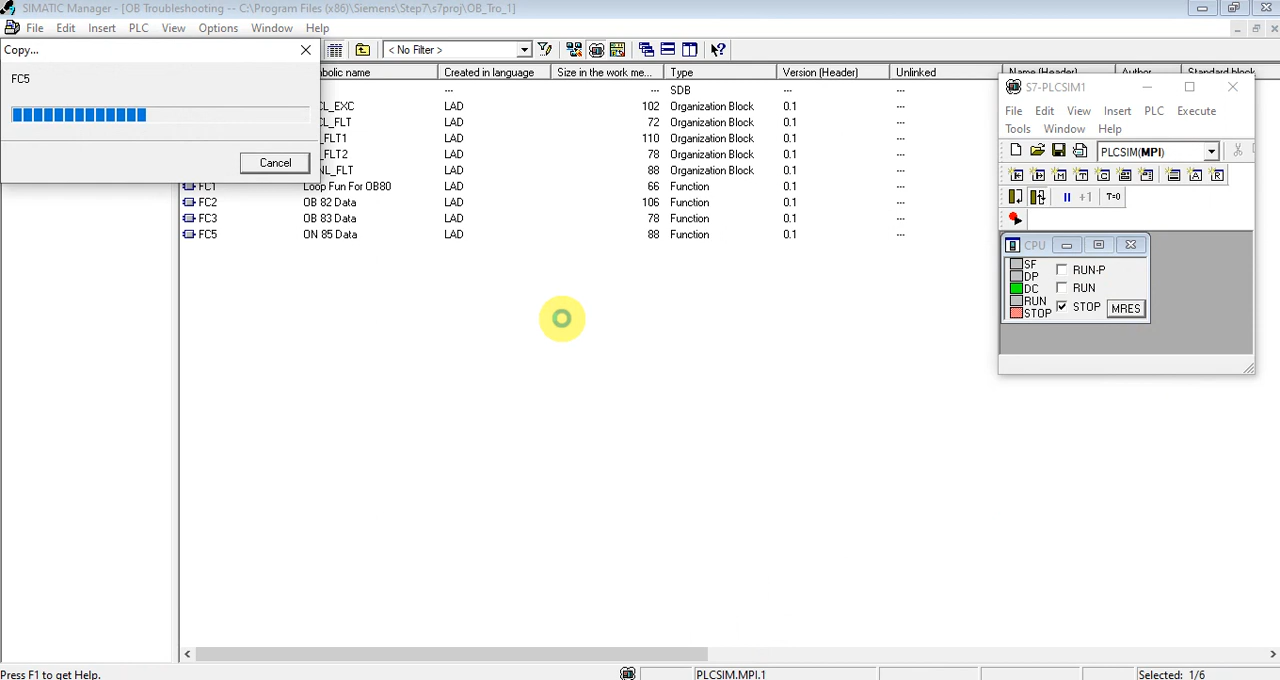 SIMATIC Manager - [OB Troubleshooting -- C:\Program Files (x86)\Siemens\Step7\s7proj\OB_Tro_1]
File Edit Insert PLC View Options Window Help
Copy...
FC5
Cancel
< No Filter >
bolic name Created in language Size in the work me... Type Version (Header) Unlinked Name (Header) Author Standard block
--- --- SDB --- ---
CL_EXC LAD 102 Organization Block 0.1 ---
L_FLT LAD 72 Organization Block 0.1 ---
_FLT1 LAD 110 Organization Block 0.1 ---
_FLT2 LAD 78 Organization Block 0.1 ---
NL_FLT LAD 88 Organization Block 0.1 ---
FC1 Loop Fun For OB80 LAD 66 Function 0.1 ---
FC2 OB 82 Data LAD 106 Function 0.1 ---
FC3 OB 83 Data LAD 78 Function 0.1 ---
FC5 ON 85 Data LAD 88 Function 0.1 ---
S7-PLCSIM1
File Edit View Insert PLC Execute
Tools Window Help
PLCSIM(MPI)
+1 T=0
CPU
SF
DP RUN-P
DC RUN
RUN STOP MRES
STOP
Press F1 to get Help.
PLCSIM.MPI.1
Selected: 1/6